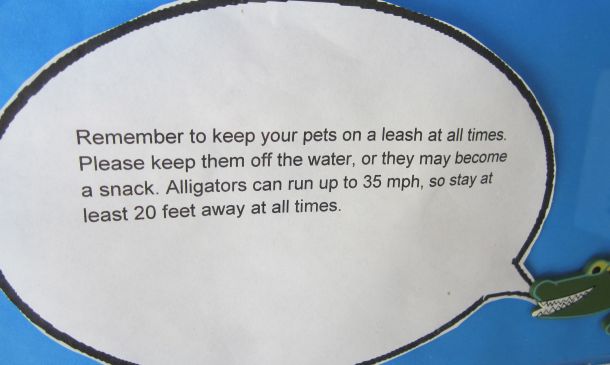 Remember to keep your pets on a leash at all times.
Please keep them off the water, or they may become
a snack. Alligators can run up to 35 mph, so stay at
least 20 feet away at all times.